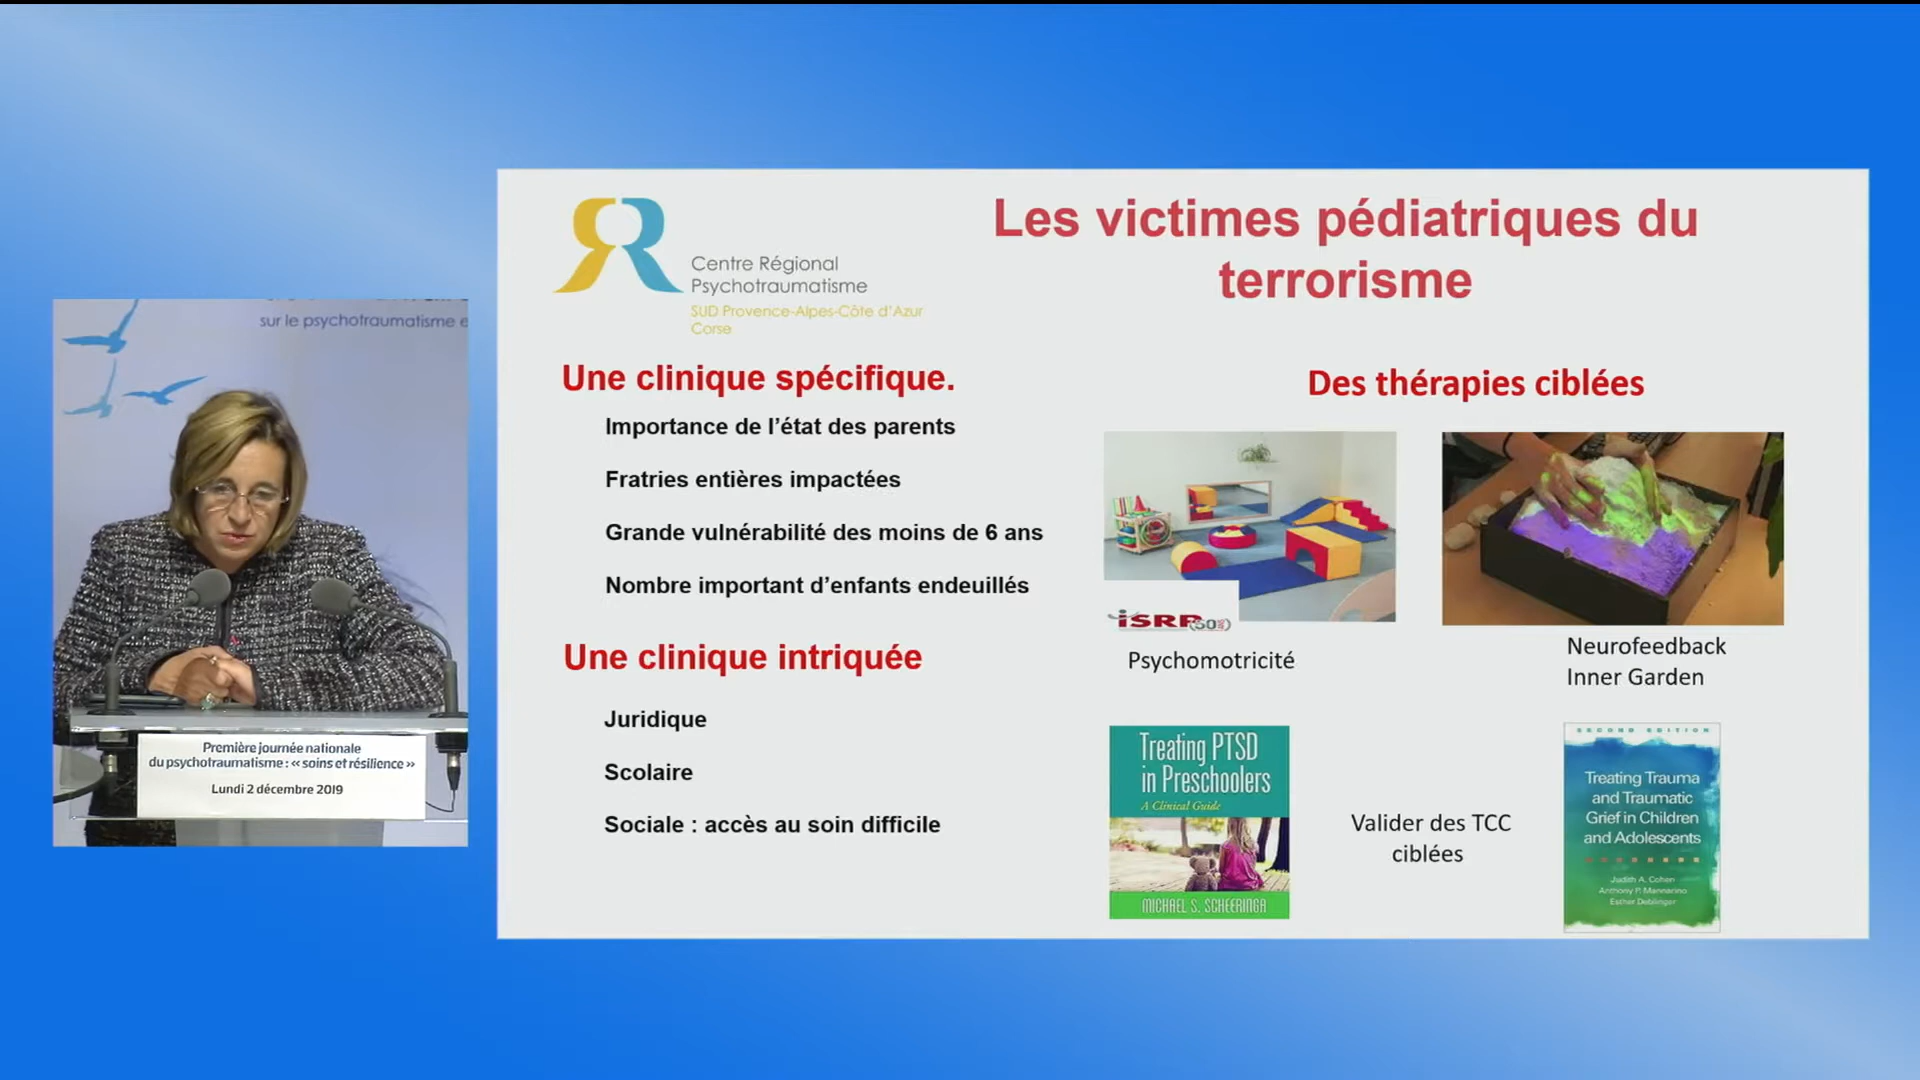 sur le psychotraumatisme e
Première journée nationale
du psychotraumatisme : « soins et résilience »
Lundi 2 décembre 2019
Centre Régional
Psychotraumatisme
SUD Provence-Alpes-Côte d'Azur
Corse
Les victimes pédiatriques du
terrorisme
Une clinique spécifique.
Importance de l'état des parents
Fratries entières impactées
Grande vulnérabilité des moins de 6 ans
Nombre important d'enfants endeuillés
Une clinique intriquée
Juridique
Scolaire
Sociale : accès au soin difficile
Des thérapies ciblées
iSRP
Psychomotricité
Neurofeedback
Inner Garden
Treating PTSD
in Preschoolers
A Clinical Guide
MICHAEL S. SCHEERINGA
Valider des TCC
ciblées
SECOND EDITION
Treating Trauma
and Traumatic
Grief in Children
and Adolescents
Judith A. Cohen
Anthony P. Mannarino
Esther Deblinger